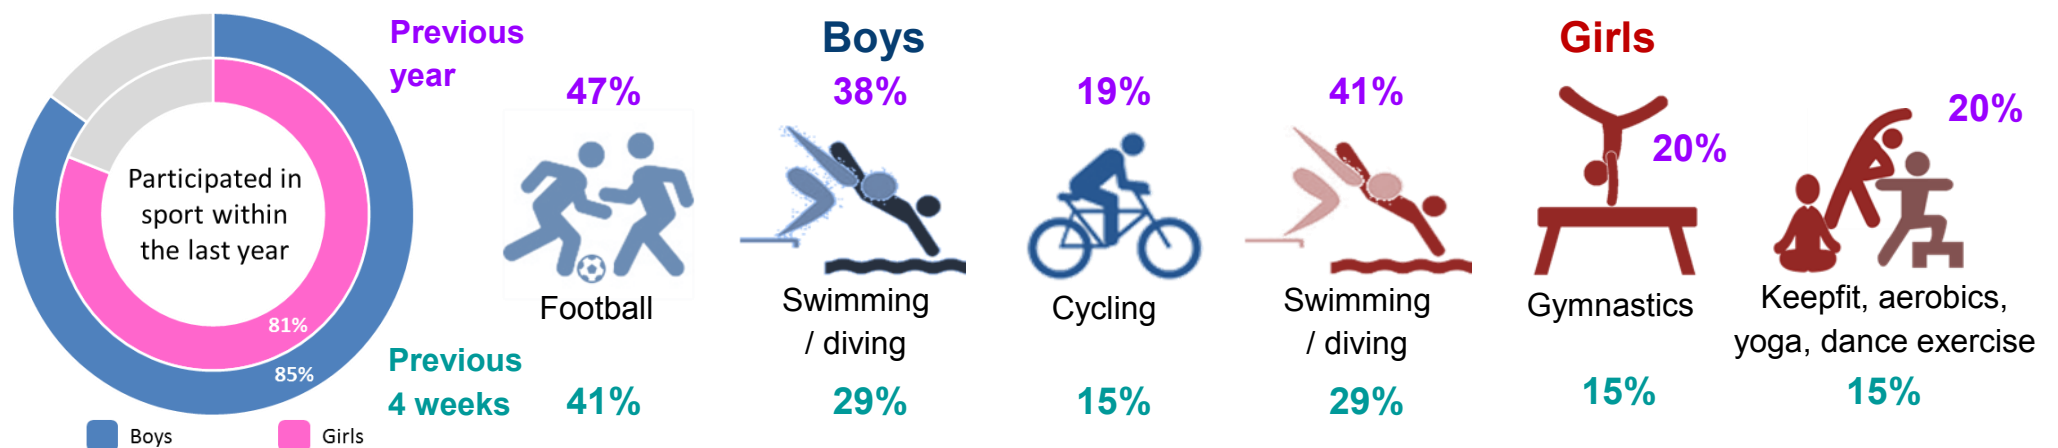 Participated in
sport within
the last year
81%
85%
Boys
Girls
Previous
year
Boys
Girls
47%
38%
19%
41%
20%
20%
Football
Swimming
/ diving
Cycling
Swimming
/ diving
Gymnastics
Keepfit, aerobics,
yoga, dance exercise
Previous
4 weeks
41%
29%
15%
29%
15%
15%